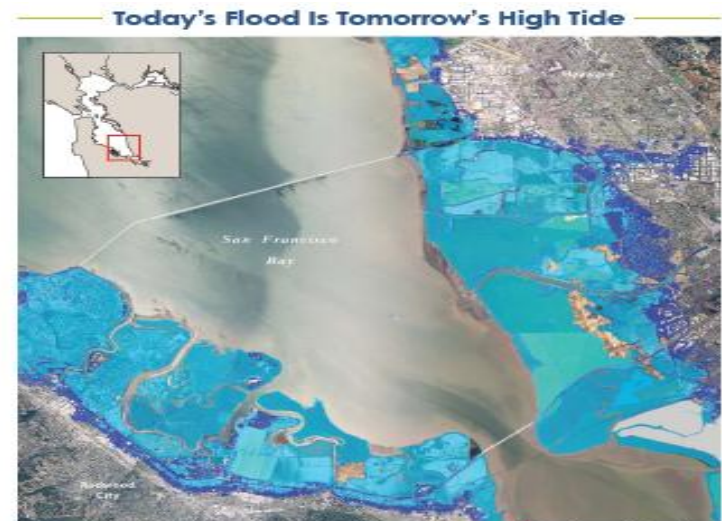 Today's Flood Is Tomorrow's High Tide
San Francisco
Bay
Redwood
City